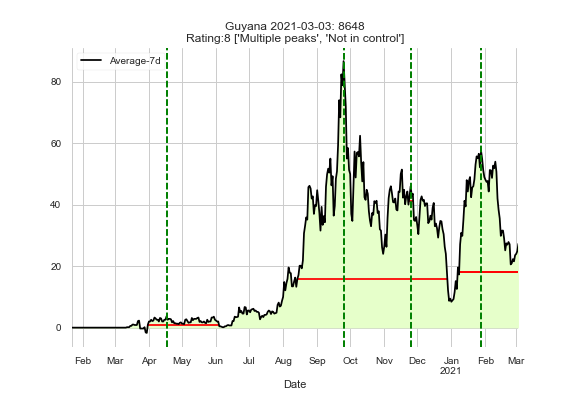 Guyana 2021-03-03: 8648
Rating:8 ['Multiple peaks', 'Not in control']
Average-7d
80
60
40
20
0
Feb Mar Apr May Jun Jul Aug Sep Oct Nov Dec Jan Feb Mar
2021
Date